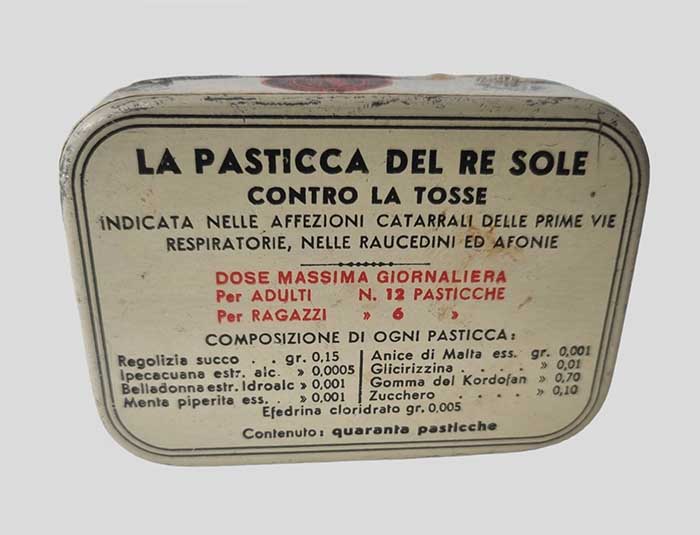 LA PASTICCA DEL RE SOLE
CONTRO LA TOSSE
INDICATA NELLE AFFEZIONI CATARRALI DELLE PRIME VIE
RESPIRATORIE, NELLE RAUCEDINI ED AFONIE
DOSE MASSIMA GIORNALIERA
Per ADULTI N. 12 PASTICCHE
Per RAGAZZI » 6 »
COMPOSIZIONE DI OGNI PASTICCA:
Regolizia succo . . gr. 0,15
Ipecacuana estr. alc. » 0,0005
Belladonna estr. Idroalc » 0,001
Menta piperita ess. . » 0,001
Anice di Malta ess. gr. 0,001
Glicirizzina . . . . . » 0,01
Gomma del Kordofan » 0,70
Zucchero . . . . . » 0,10
Efedrina cloridrato gr. 0,005
Contenuto: quaranta pasticche